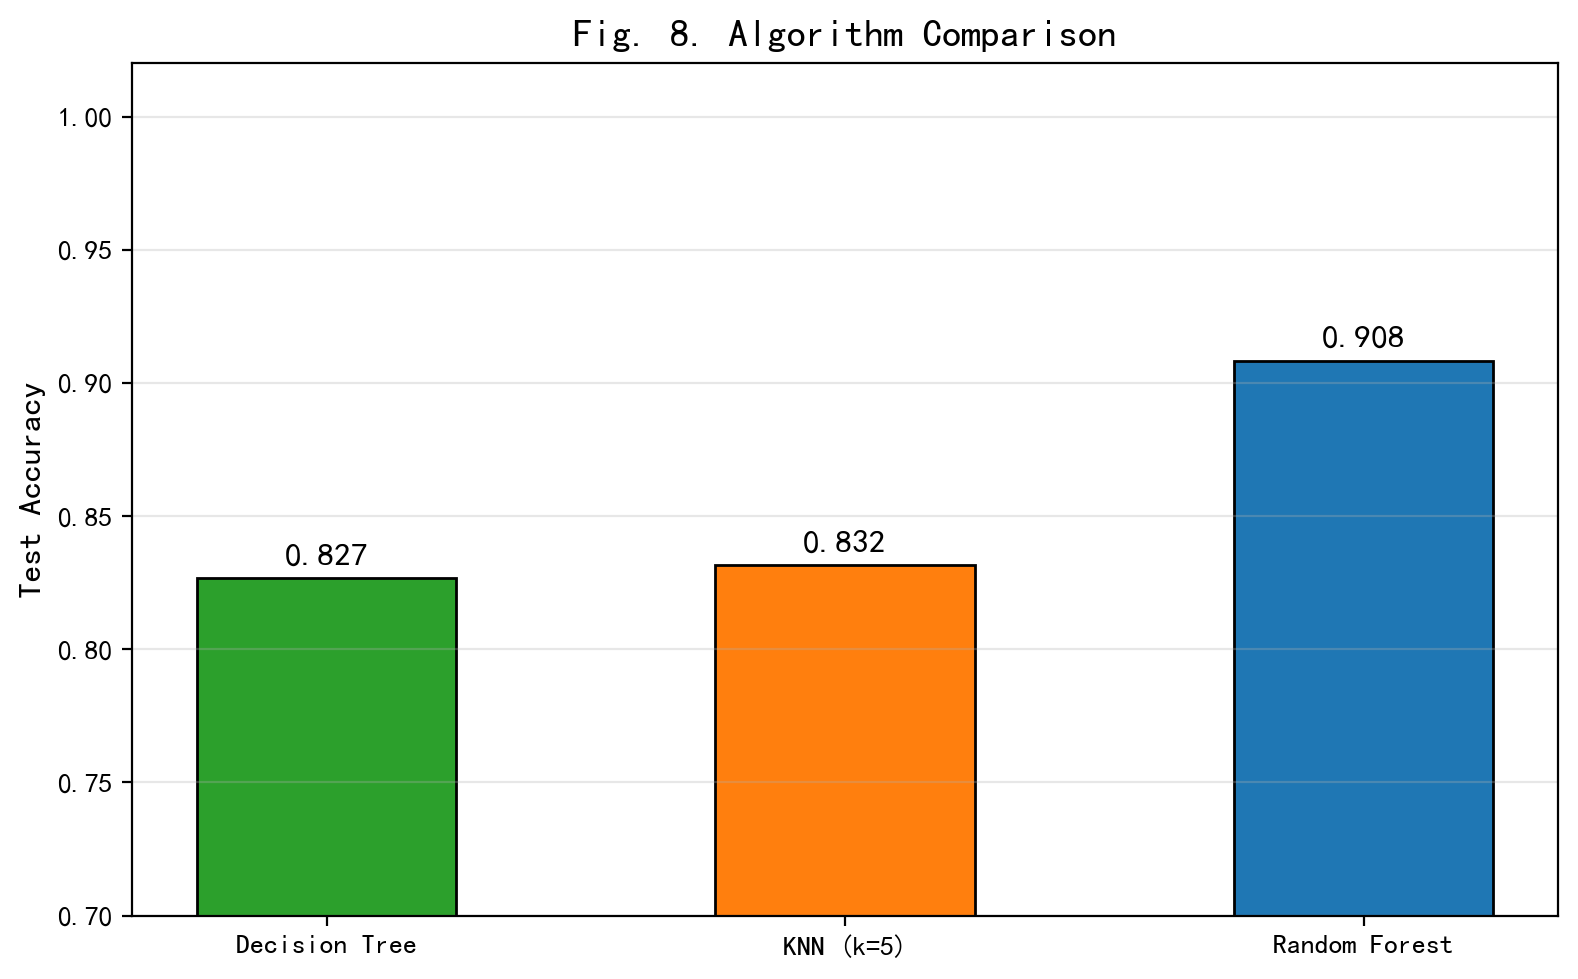 Fig. 8. Algorithm Comparison
1.00
0.95
0.90
0.85
0.80
0.75
0.70
Test Accuracy
0.827
0.832
0.908
Decision Tree
KNN (k=5)
Random Forest